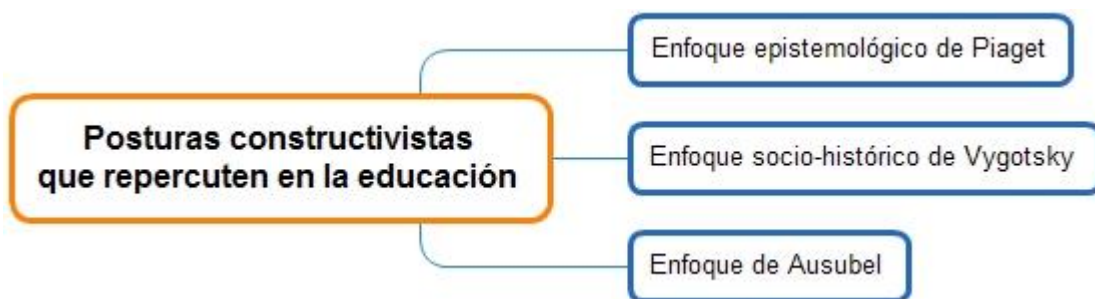 Posturas constructivistas
que repercuten en la educación
Enfoque epistemológico de Piaget
Enfoque socio-histórico de Vygotsky
Enfoque de Ausubel